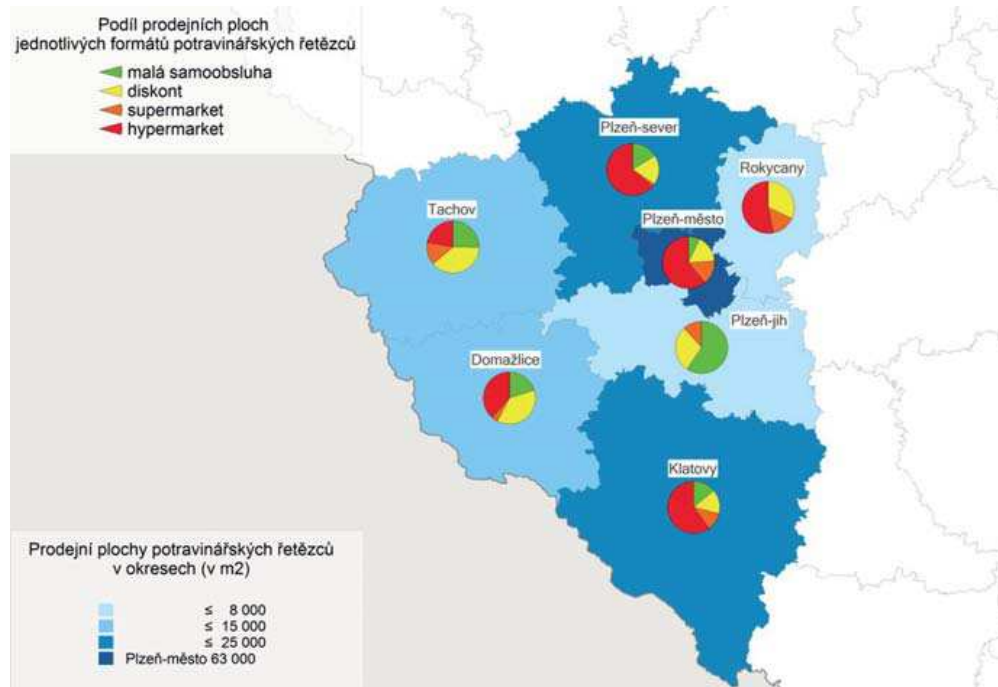 Podíl prodejních ploch
jednotlivých formátů potravinářských řetězců
malá samoobsluha
diskont
supermarket
hypermarket
Plzeň-sever
Rokycany
Tachov
Plzeň-město
Plzeň-jih
Domažlice
Klatovy
Prodejní plochy potravinářských řetězců
v okresech (v m2)
≤ 8 000
≤ 15 000
≤ 25 000
Plzeň-město 63 000